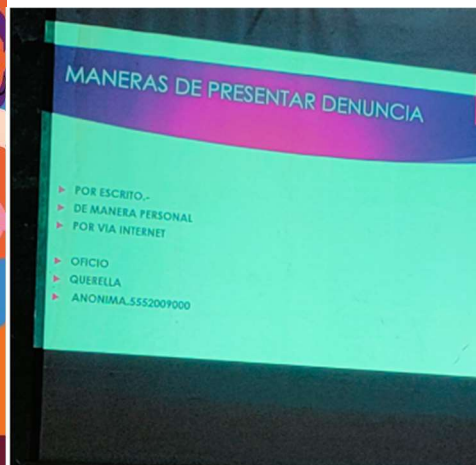 MANERAS DE PRESENTAR DENUNCIA
POR ESCRITO.-
DE MANERA PERSONAL
POR VIA INTERNET
OFICIO
QUERELLA
ANONIMA.5552009000